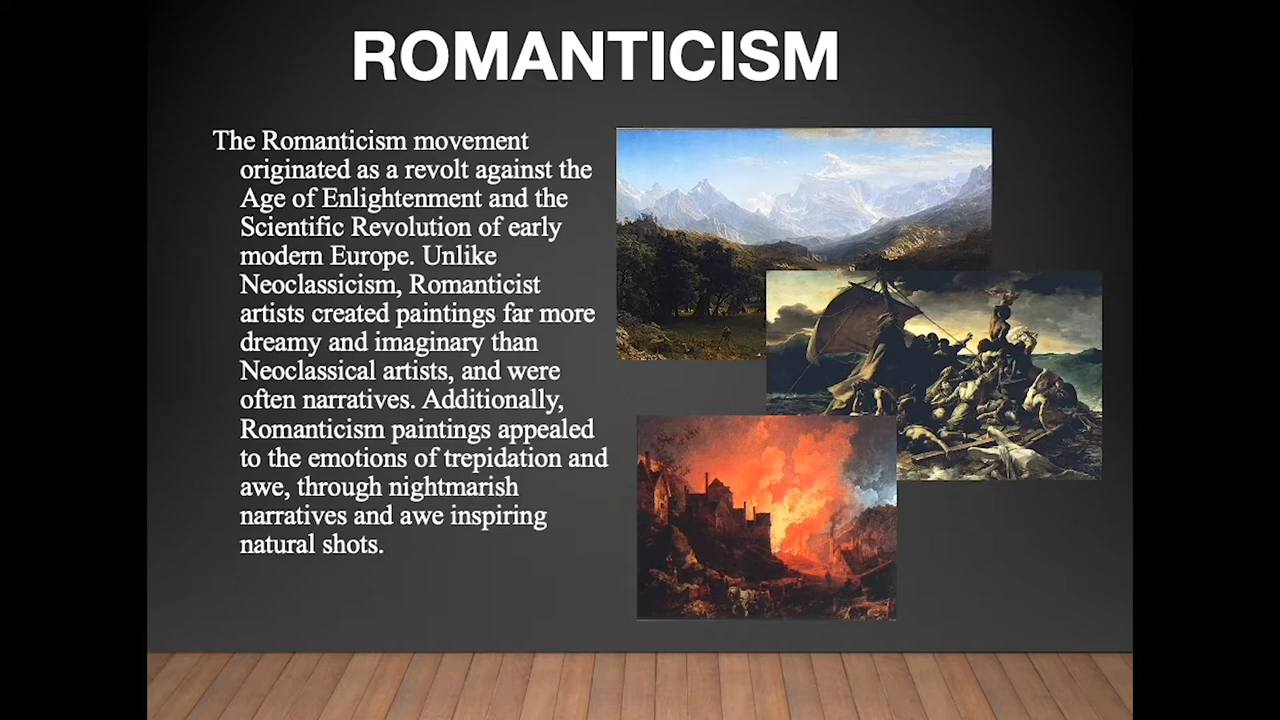 ROMANTICISM
The Romanticism movement
originated as a revolt against the
Age of Enlightenment and the
Scientific Revolution of early
modern Europe. Unlike
Neoclassicism, Romanticist
artists created paintings far more
dreamy and imaginary than
Neoclassical artists, and were
often narratives. Additionally,
Romanticism paintings appealed
to the emotions of trepidation and
awe, through nightmarish
narratives and awe inspiring
natural shots.